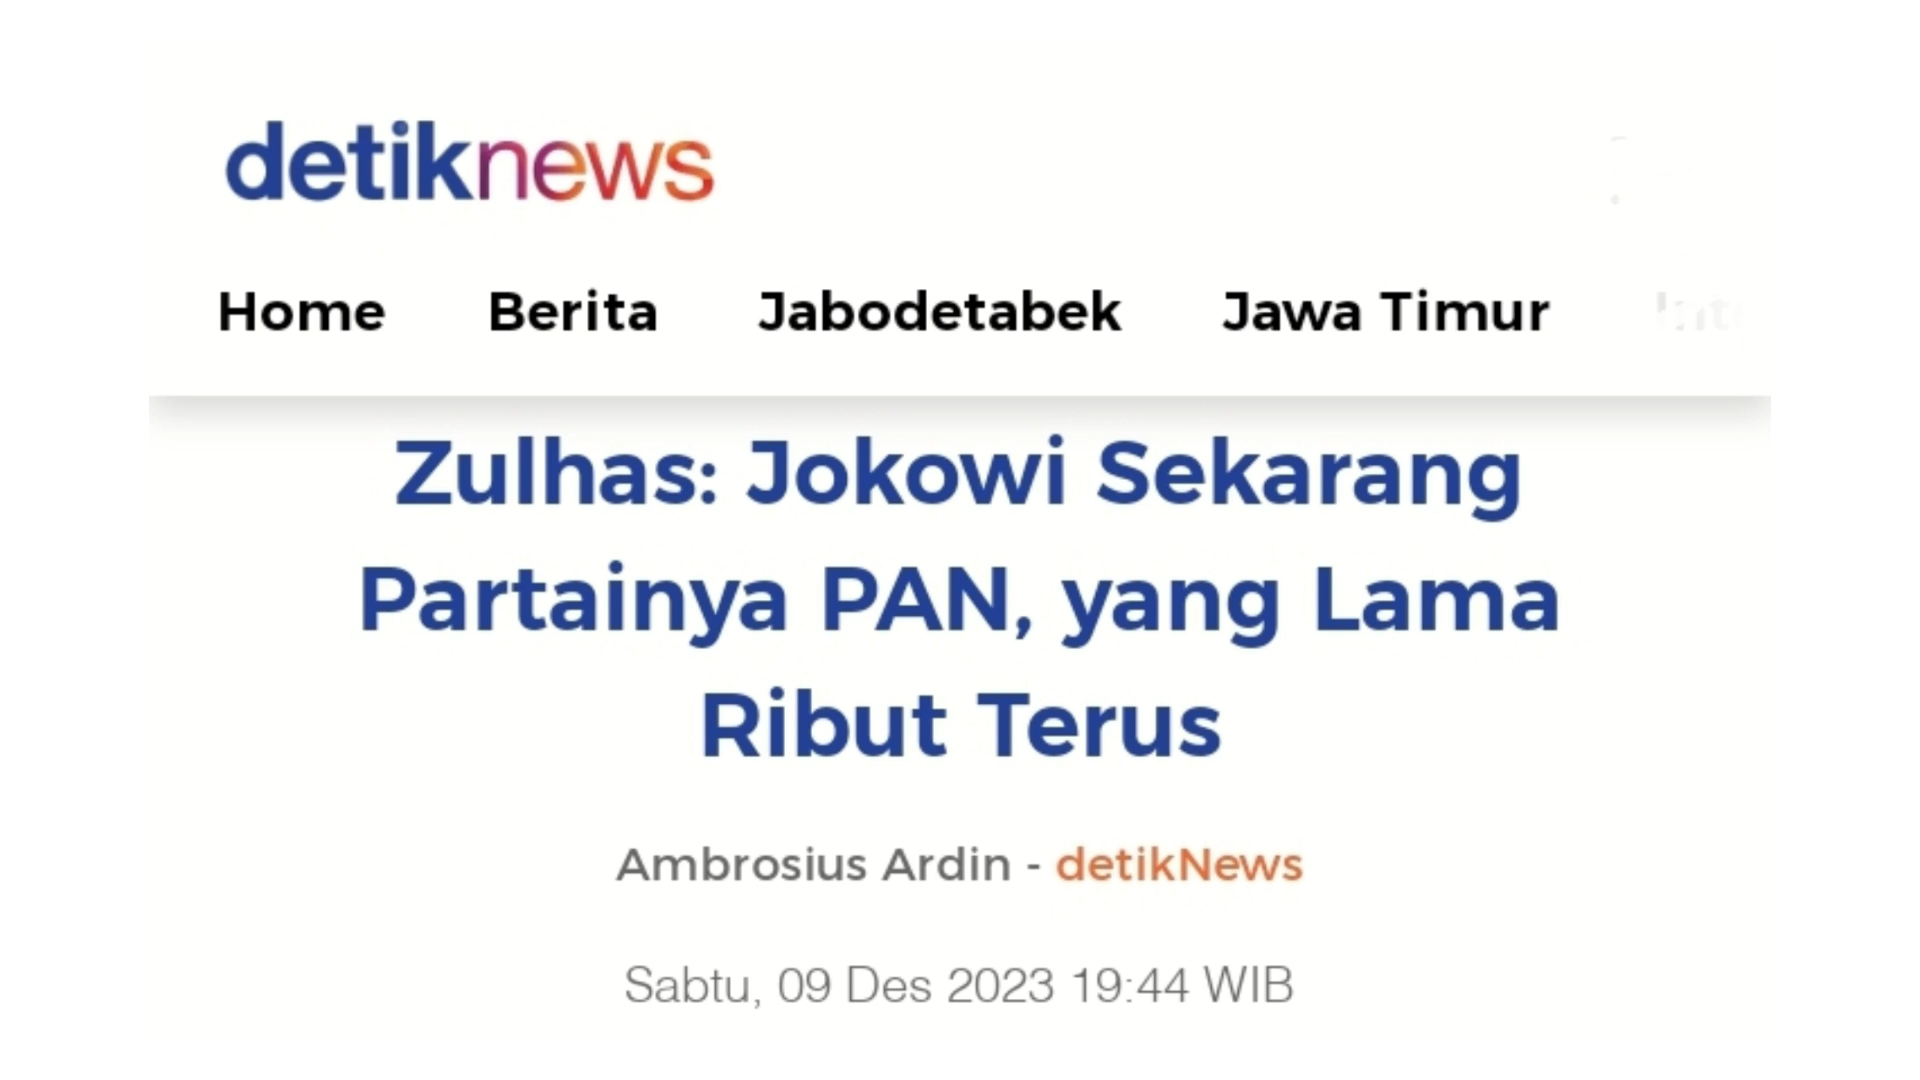 detiknews
Home Berita Jabodetabek Jawa Timur
Zulhas: Jokowi Sekarang
Partainya PAN, yang Lama
Ribut Terus
Ambrosius Ardin - detikNews
Sabtu, 09 Des 2023 19:44 WIB